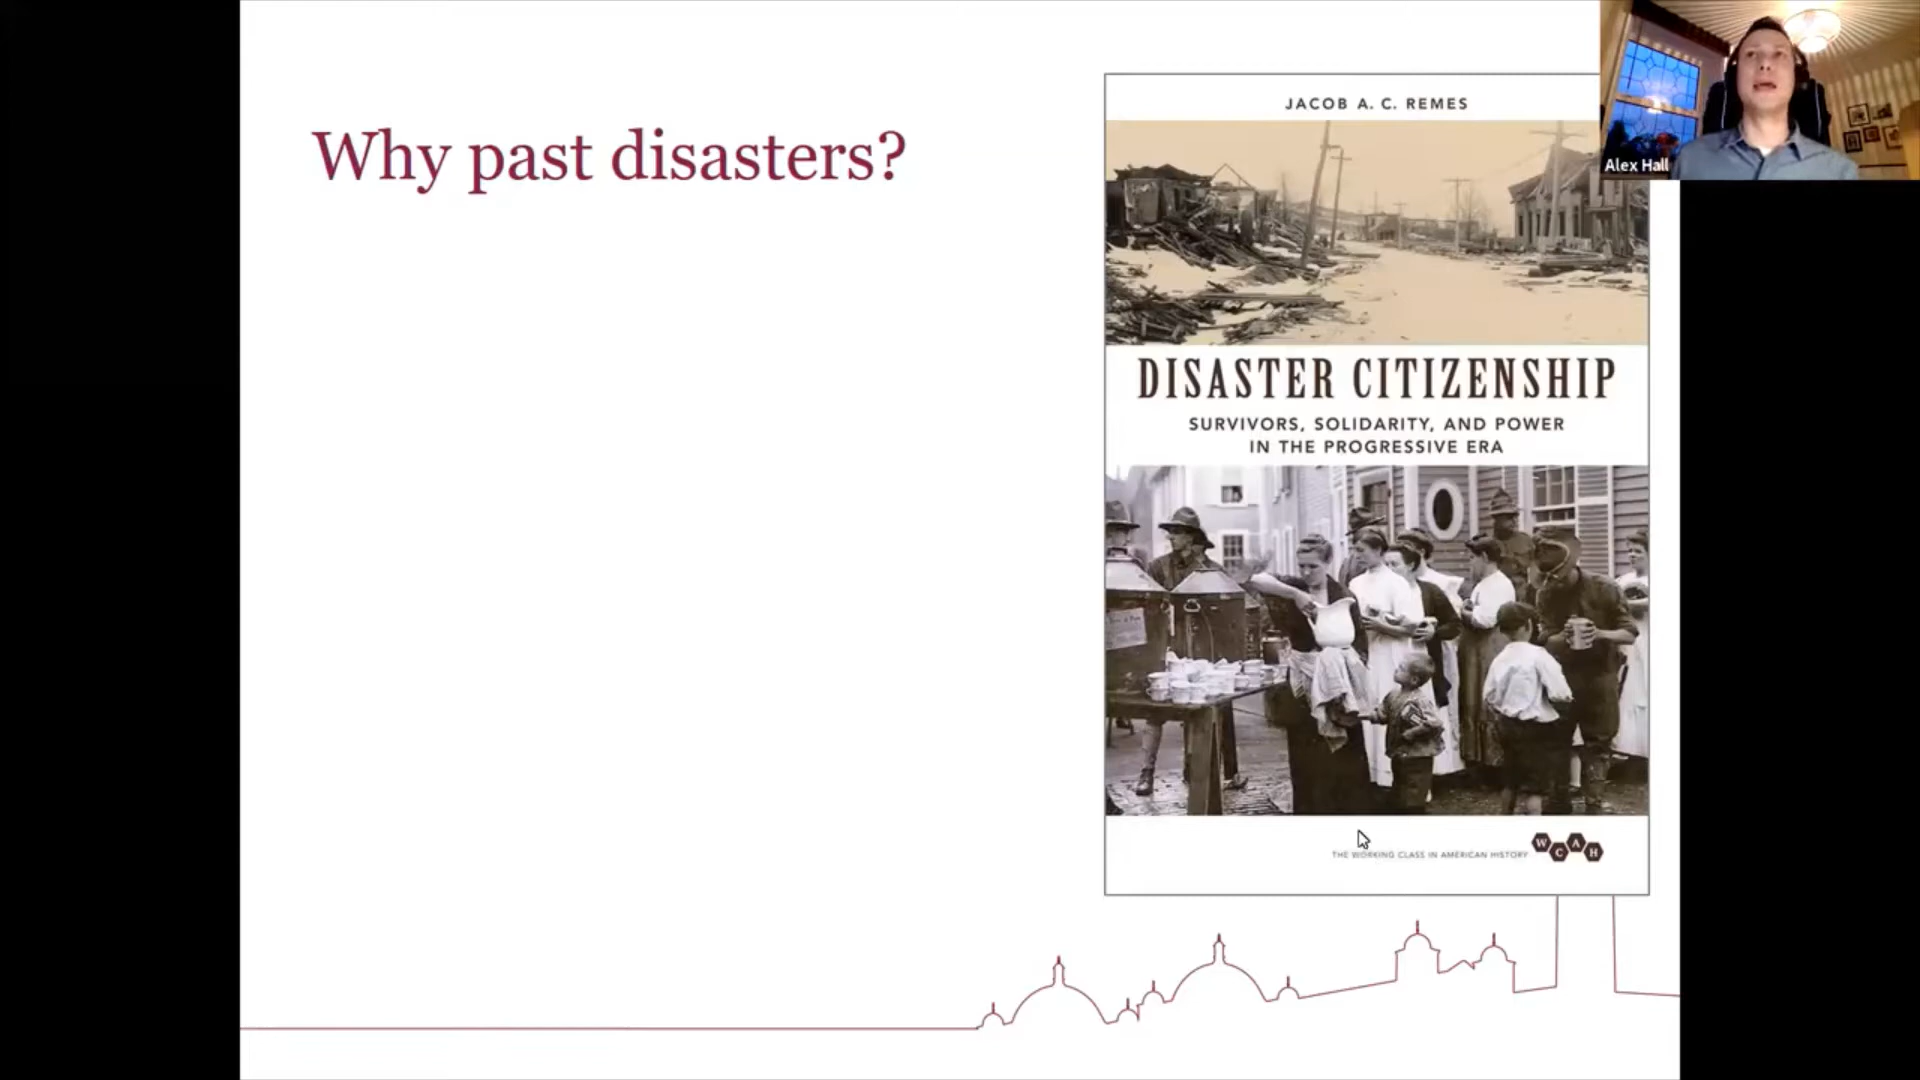 Why past disasters?
JACOB A. C. REMES
Alex Hall
DISASTER CITIZENSHIP
SURVIVORS, SOLIDARITY, AND POWER
IN THE PROGRESSIVE ERA
THE WORKING CLASS IN AMERICAN HISTORY
W C A H